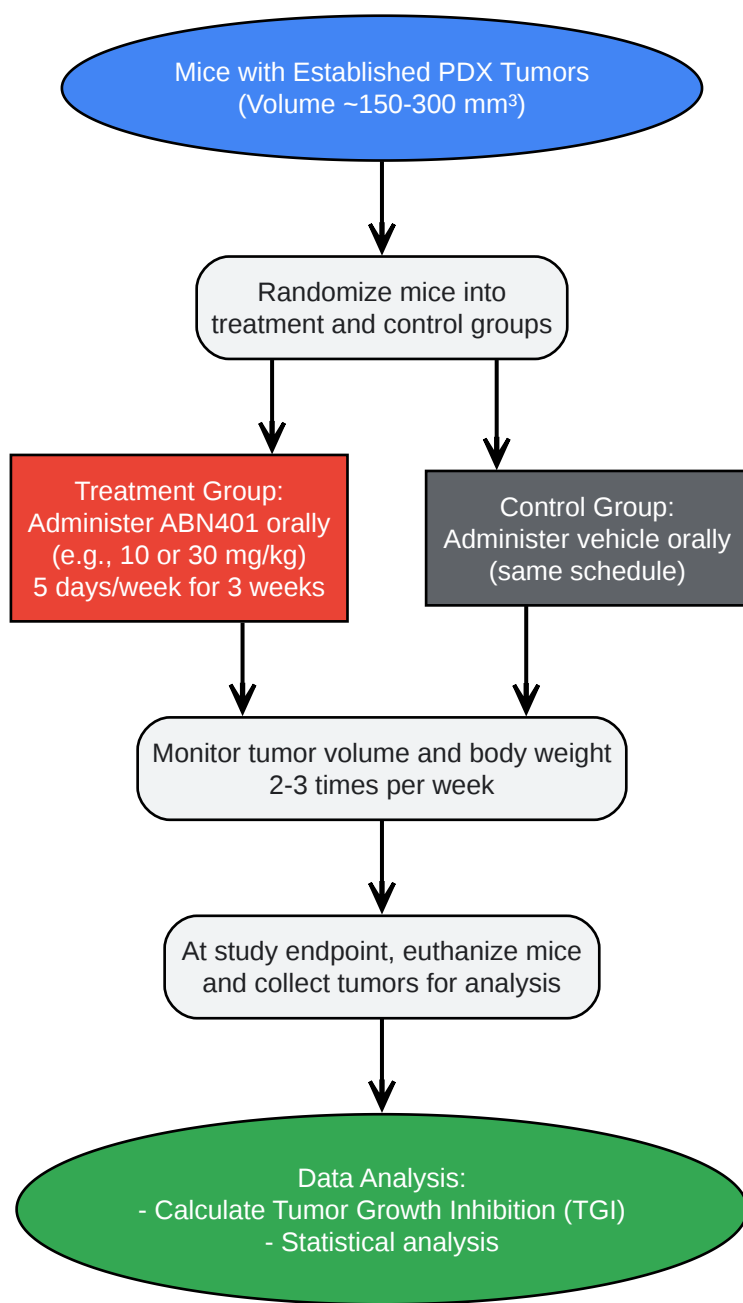 Mice with Established PDX Tumors
(Volume ~150-300 mm³)
Randomize mice into
treatment and control groups
Treatment Group:
Administer ABN401 orally
(e.g., 10 or 30 mg/kg)
5 days/week for 3 weeks
Control Group:
Administer vehicle orally
(same schedule)
Monitor tumor volume and body weight
2-3 times per week
At study endpoint, euthanize mice
and collect tumors for analysis
Data Analysis:
- Calculate Tumor Growth Inhibition (TGI)
- Statistical analysis